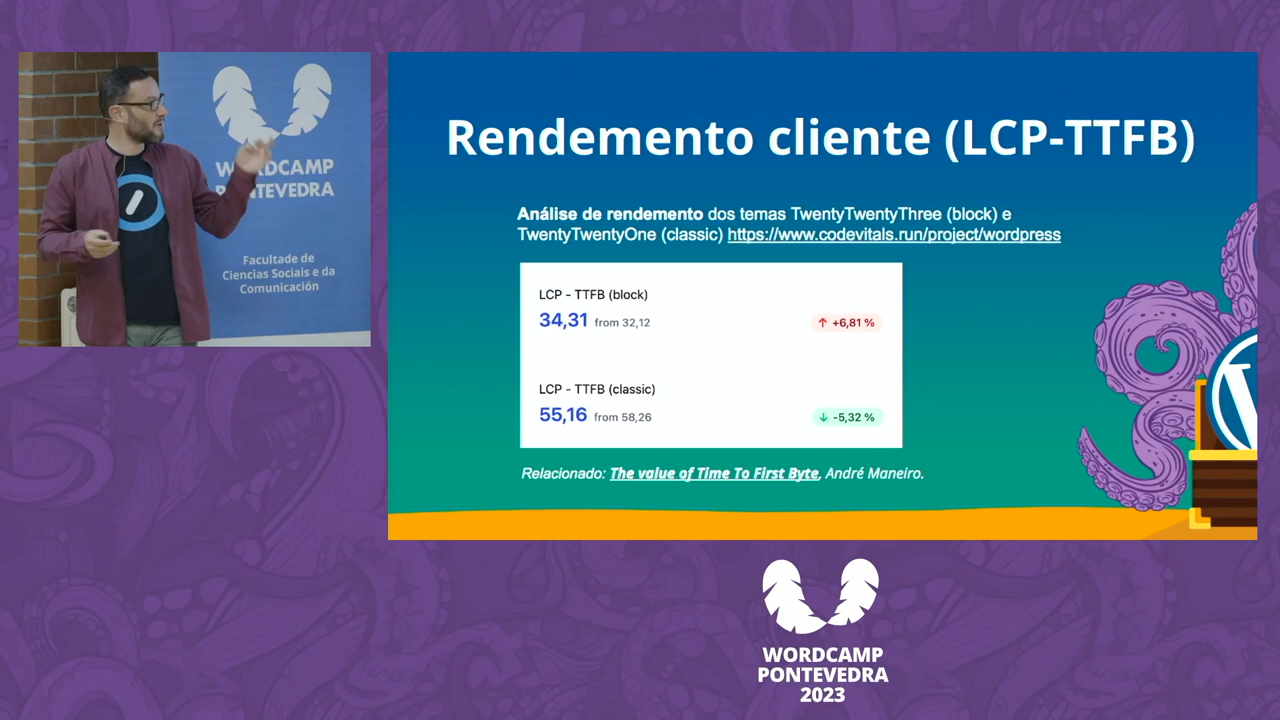 WORDCAMP
PONTEVEDRA
Facultade de
Ciencias Sociais e da
Comunicación
Rendemento cliente (LCP-TTFB)
Análise de rendemento dos temas TwentyTwentyThree (block) e
TwentyTwentyOne (classic) https://www.codevitals.run/project/wordpress
LCP - TTFB (block)
34,31 from 32,12
↑ +6,81 %
LCP - TTFB (classic)
55,16 from 58,26
↓ -5,32 %
Relacionado: The value of Time To First Byte, André Maneiro.
WORDCAMP
PONTEVEDRA
2023